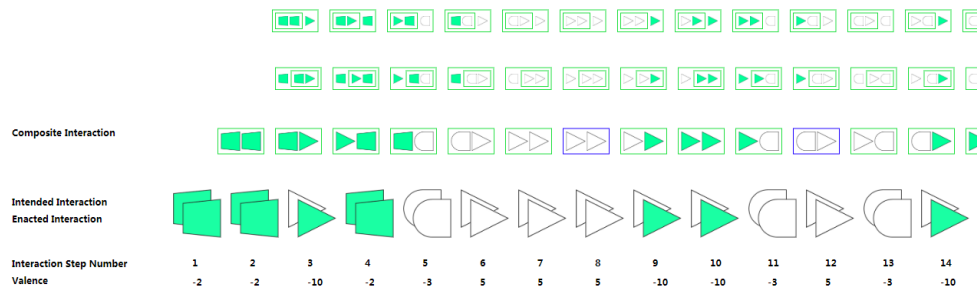 Composite Interaction
Intended Interaction
Enacted Interaction
Interaction Step Number 1 2 3 4 5 6 7 8 9 10 11 12 13 14
Valence -2 -2 -10 -2 -3 5 5 5 -10 -10 -3 5 -3 -10